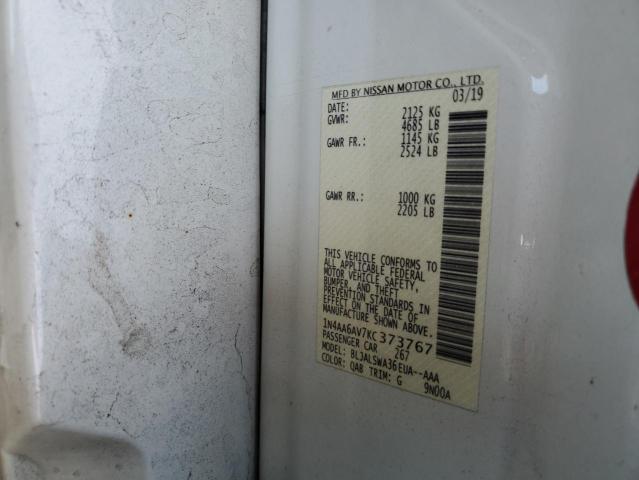 MFD BY NISSAN MOTOR CO., LTD.
DATE: 03/19
GVWR: 2125 KG
4685 LB
GAWR FR.: 1145 KG
2524 LB
GAWR RR.: 1000 KG
2205 LB
THIS VEHICLE CONFORMS TO
ALL APPLICABLE FEDERAL
MOTOR VEHICLE SAFETY,
BUMPER, AND THEFT
PREVENTION STANDARDS IN
EFFECT ON THE DATE OF
MANUFACTURE SHOWN ABOVE.
1N4AA6AV7KC373767
PASSENGER CAR 267
MODEL: BLJALSWA36EUA--AAA
COLOR: QAB TRIM: G 9N00A